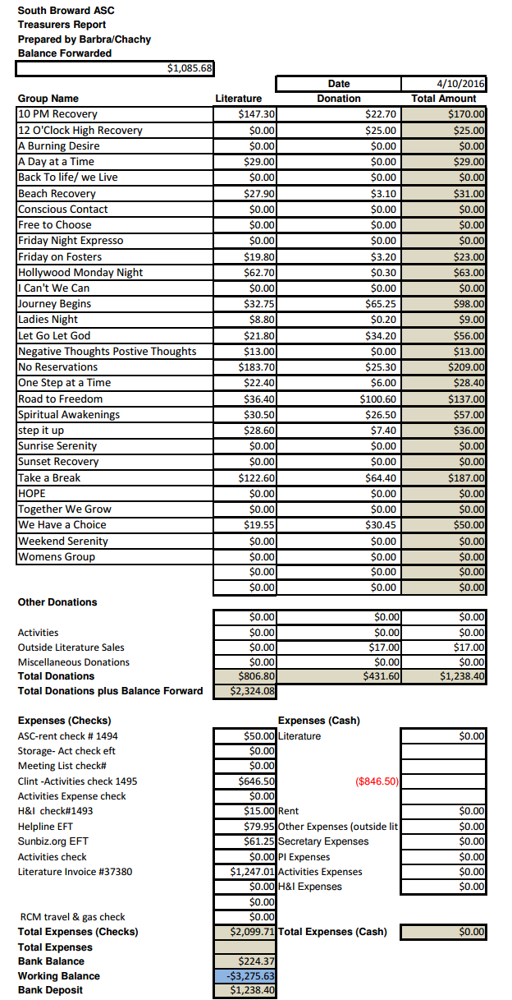 South Broward ASC
Treasurers Report
Prepared by Barbra/Chachy
Balance Forwarded
$1,085.68
Date 4/10/2016
Group Name Literature Donation Total Amount
10 PM Recovery $147.30 $22.70 $170.00
12 O'Clock High Recovery $0.00 $25.00 $25.00
A Burning Desire $0.00 $0.00 $0.00
A Day at a Time $29.00 $0.00 $29.00
Back To life/ we Live $0.00 $0.00 $0.00
Beach Recovery $27.90 $3.10 $31.00
Conscious Contact $0.00 $0.00 $0.00
Free to Choose $0.00 $0.00 $0.00
Friday Night Expresso $0.00 $0.00 $0.00
Friday on Fosters $19.80 $3.20 $23.00
Hollywood Monday Night $62.70 $0.30 $63.00
I Can't We Can $0.00 $0.00 $0.00
Journey Begins $32.75 $65.25 $98.00
Ladies Night $8.80 $0.20 $9.00
Let Go Let God $21.80 $34.20 $56.00
Negative Thoughts Postive Thoughts $13.00 $0.00 $13.00
No Reservations $183.70 $25.30 $209.00
One Step at a Time $22.40 $6.00 $28.40
Road to Freedom $36.40 $100.60 $137.00
Spiritual Awakenings $30.50 $26.50 $57.00
step it up $28.60 $7.40 $36.00
Sunrise Serenity $0.00 $0.00 $0.00
Sunset Recovery $0.00 $0.00 $0.00
Take a Break $122.60 $64.40 $187.00
HOPE $0.00 $0.00 $0.00
Together We Grow $0.00 $0.00 $0.00
We Have a Choice $19.55 $30.45 $50.00
Weekend Serenity $0.00 $0.00 $0.00
Womens Group $0.00 $0.00 $0.00
$0.00 $0.00 $0.00
$0.00 $0.00 $0.00
Other Donations
$0.00 $0.00 $0.00
Activities $0.00 $0.00 $0.00
Outside Literature Sales $0.00 $17.00 $17.00
Miscellaneous Donations $0.00 $0.00 $0.00
Total Donations $806.80 $431.60 $1,238.40
Total Donations plus Balance Forward $2,324.08
Expenses (Checks) Expenses (Cash)
ASC-rent check # 1494 $50.00 Literature $0.00
Storage- Act check eft $0.00
Meeting List check# $0.00
Clint -Activities check 1495 $646.50 ($846.50)
Activities Expense check $0.00
H&I check#1493 $15.00 Rent $0.00
Helpline EFT $79.95 Other Expenses (outside lit $0.00
Sunbiz.org EFT $61.25 Secretary Expenses $0.00
Activities check $0.00 PI Expenses $0.00
Literature Invoice #37380 $1,247.01 Activities Expenses $0.00
$0.00 H&I Expenses $0.00
$0.00
RCM travel & gas check $0.00
Total Expenses (Checks) $2,099.71 Total Expenses (Cash) $0.00
Total Expenses
Bank Balance $224.37
Working Balance -$3,275.63
Bank Deposit $1,238.40